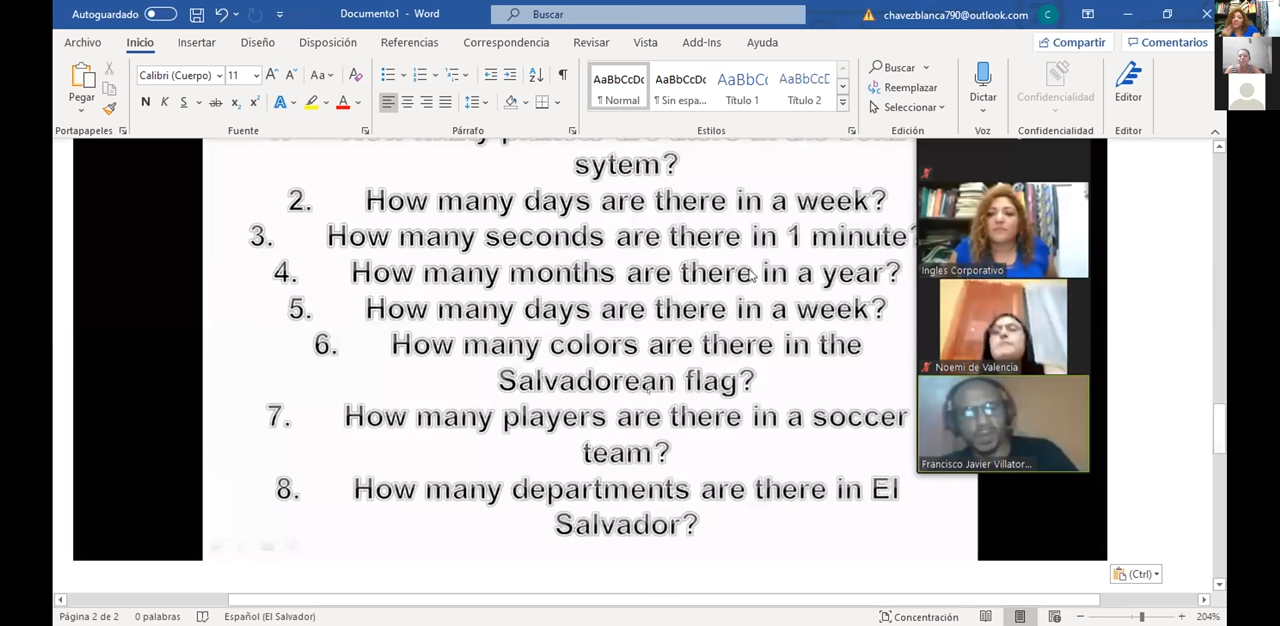 Autoguardado
Documento1 - Word
Buscar
chavezblanca790@outlook.com
C
Archivo
Inicio
Insertar
Diseño
Disposición
Referencias
Correspondencia
Revisar
Vista
Add-Ins
Ayuda
Compartir
Comentarios
Pegar
Calibri (Cuerpo)
11
N K S ab x₂ x²
AaBbCcDc
¶ Normal
AaBbCcDc
¶ Sin espa...
AaBbCc
Título 1
AaBbCcD
Título 2
Buscar
Reemplazar
Seleccionar
Dictar
Confidencialidad
Editor
Portapapeles
Fuente
Párrafo
Estilos
Edición
Voz
Confidencialidad
Editor
sytem?
2. How many days are there in a week?
3. How many seconds are there in 1 minute?
4. How many months are there in a year?
5. How many days are there in a week?
6. How many colors are there in the
Salvadorean flag?
7. How many players are there in a soccer
team?
8. How many departments are there in El
Salvador?
Ingles Corporativo
Noemi de Valencia
Francisco Javier Villator...
(Ctrl)
Página 2 de 2
0 palabras
Español (El Salvador)
Concentración
204%